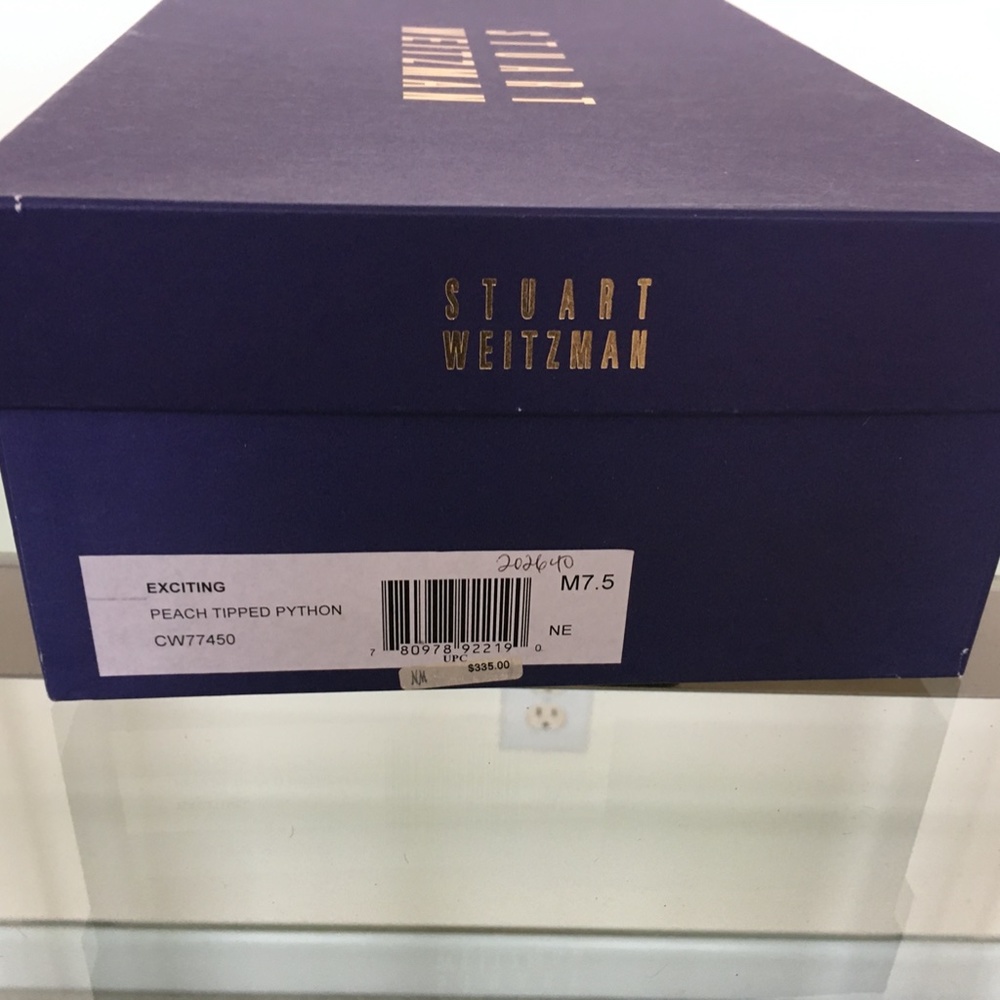 STUART
WEITZMAN
STUART
WEITZMAN
202640
EXCITING
M7.5
PEACH TIPPED PYTHON
CW77450
NE
7 80978 92219 0
UPC
NM $335.00